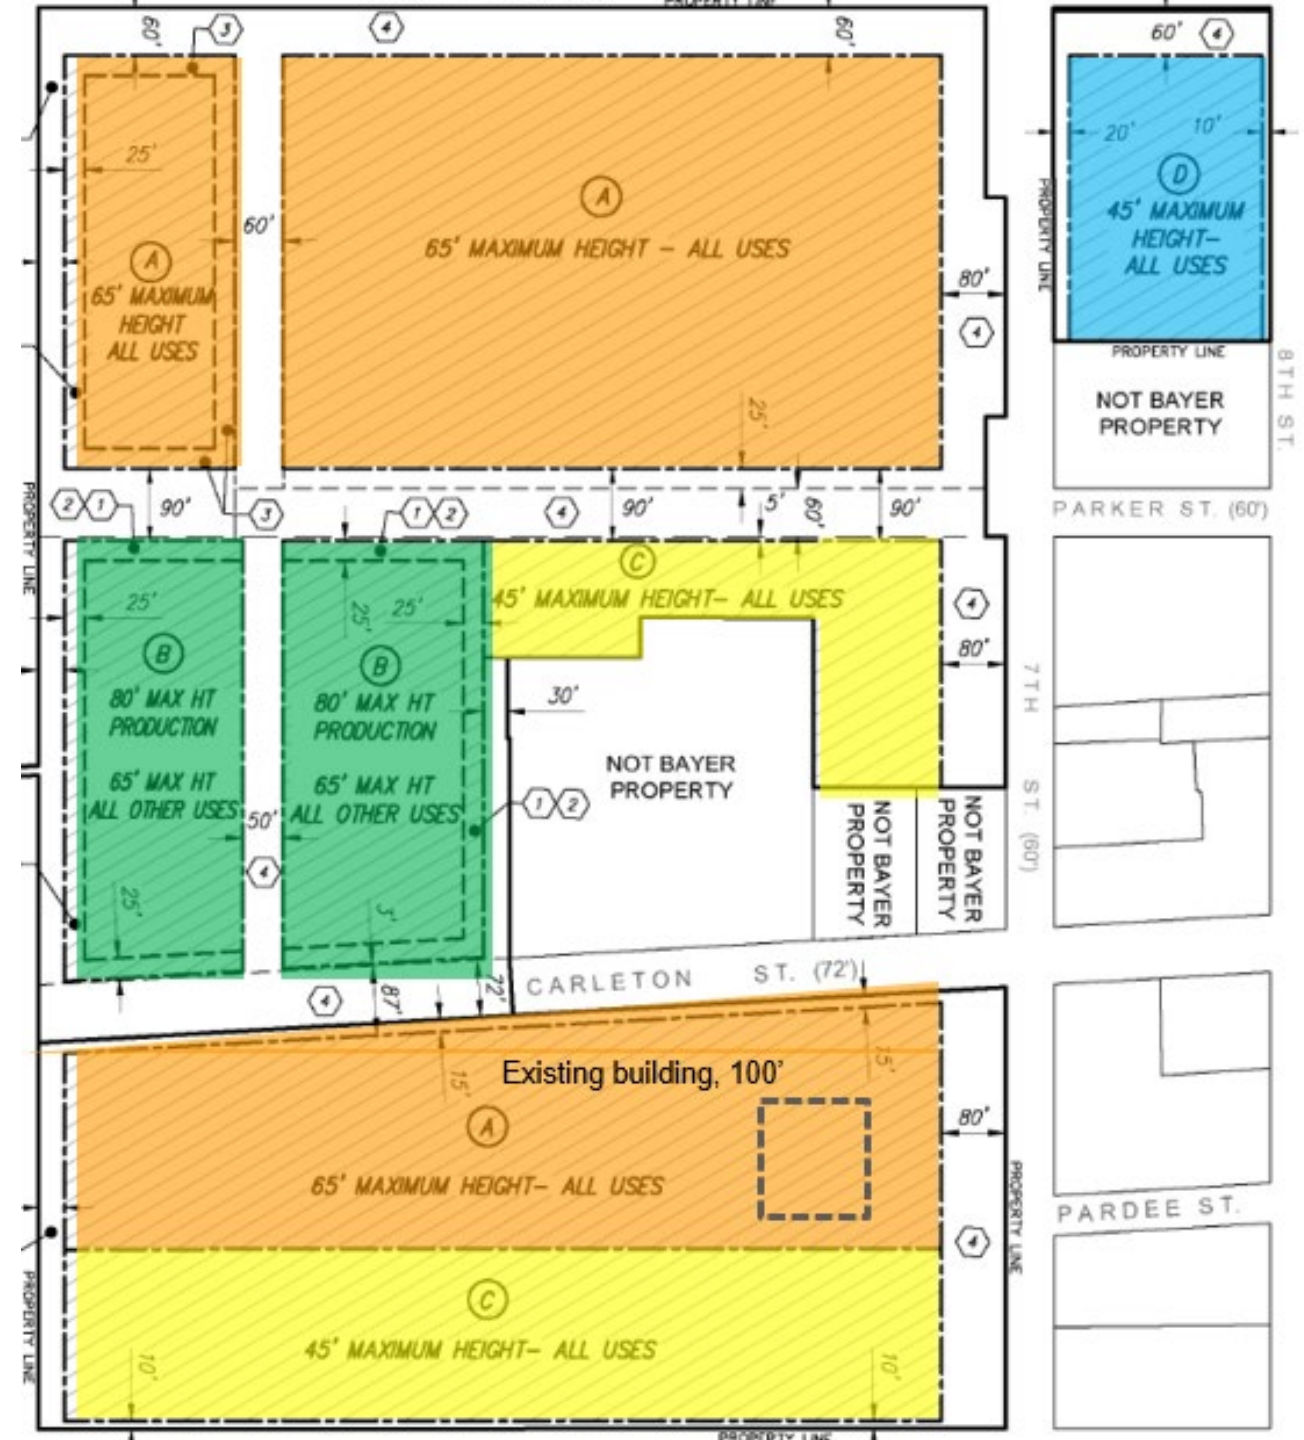 PROPERTY LINE
60'
3
4
60'
60'
4
25'
A
65' MAXIMUM
HEIGHT
ALL USES
60'
A
65' MAXIMUM HEIGHT - ALL USES
80'
4
25'
PROPERTY LINE
20'
10'
D
45' MAXIMUM
HEIGHT-
ALL USES
PROPERTY LINE
NOT BAYER
PROPERTY
8TH ST.
PARKER ST. (60')
PROPERTY LINE
2 1
90'
3
1 2
4
90'
5'
60'
90'
25'
B
80' MAX HT
PRODUCTION
65' MAX HT
ALL OTHER USES
25'
50'
4
25'
25'
B
80' MAX HT
PRODUCTION
65' MAX HT
ALL OTHER USES
3'
C
45' MAXIMUM HEIGHT- ALL USES
30'
NOT BAYER
PROPERTY
1 2
NOT BAYER
PROPERTY
NOT BAYER
PROPERTY
4
80'
7TH ST. (60')
4
87'
72'
CARLETON ST. (72')
15'
Existing building, 100'
15'
A
65' MAXIMUM HEIGHT- ALL USES
80'
4
PROPERTY LINE
PARDEE ST.
PROPERTY LINE
C
45' MAXIMUM HEIGHT- ALL USES
10'
10'
PROPERTY LINE